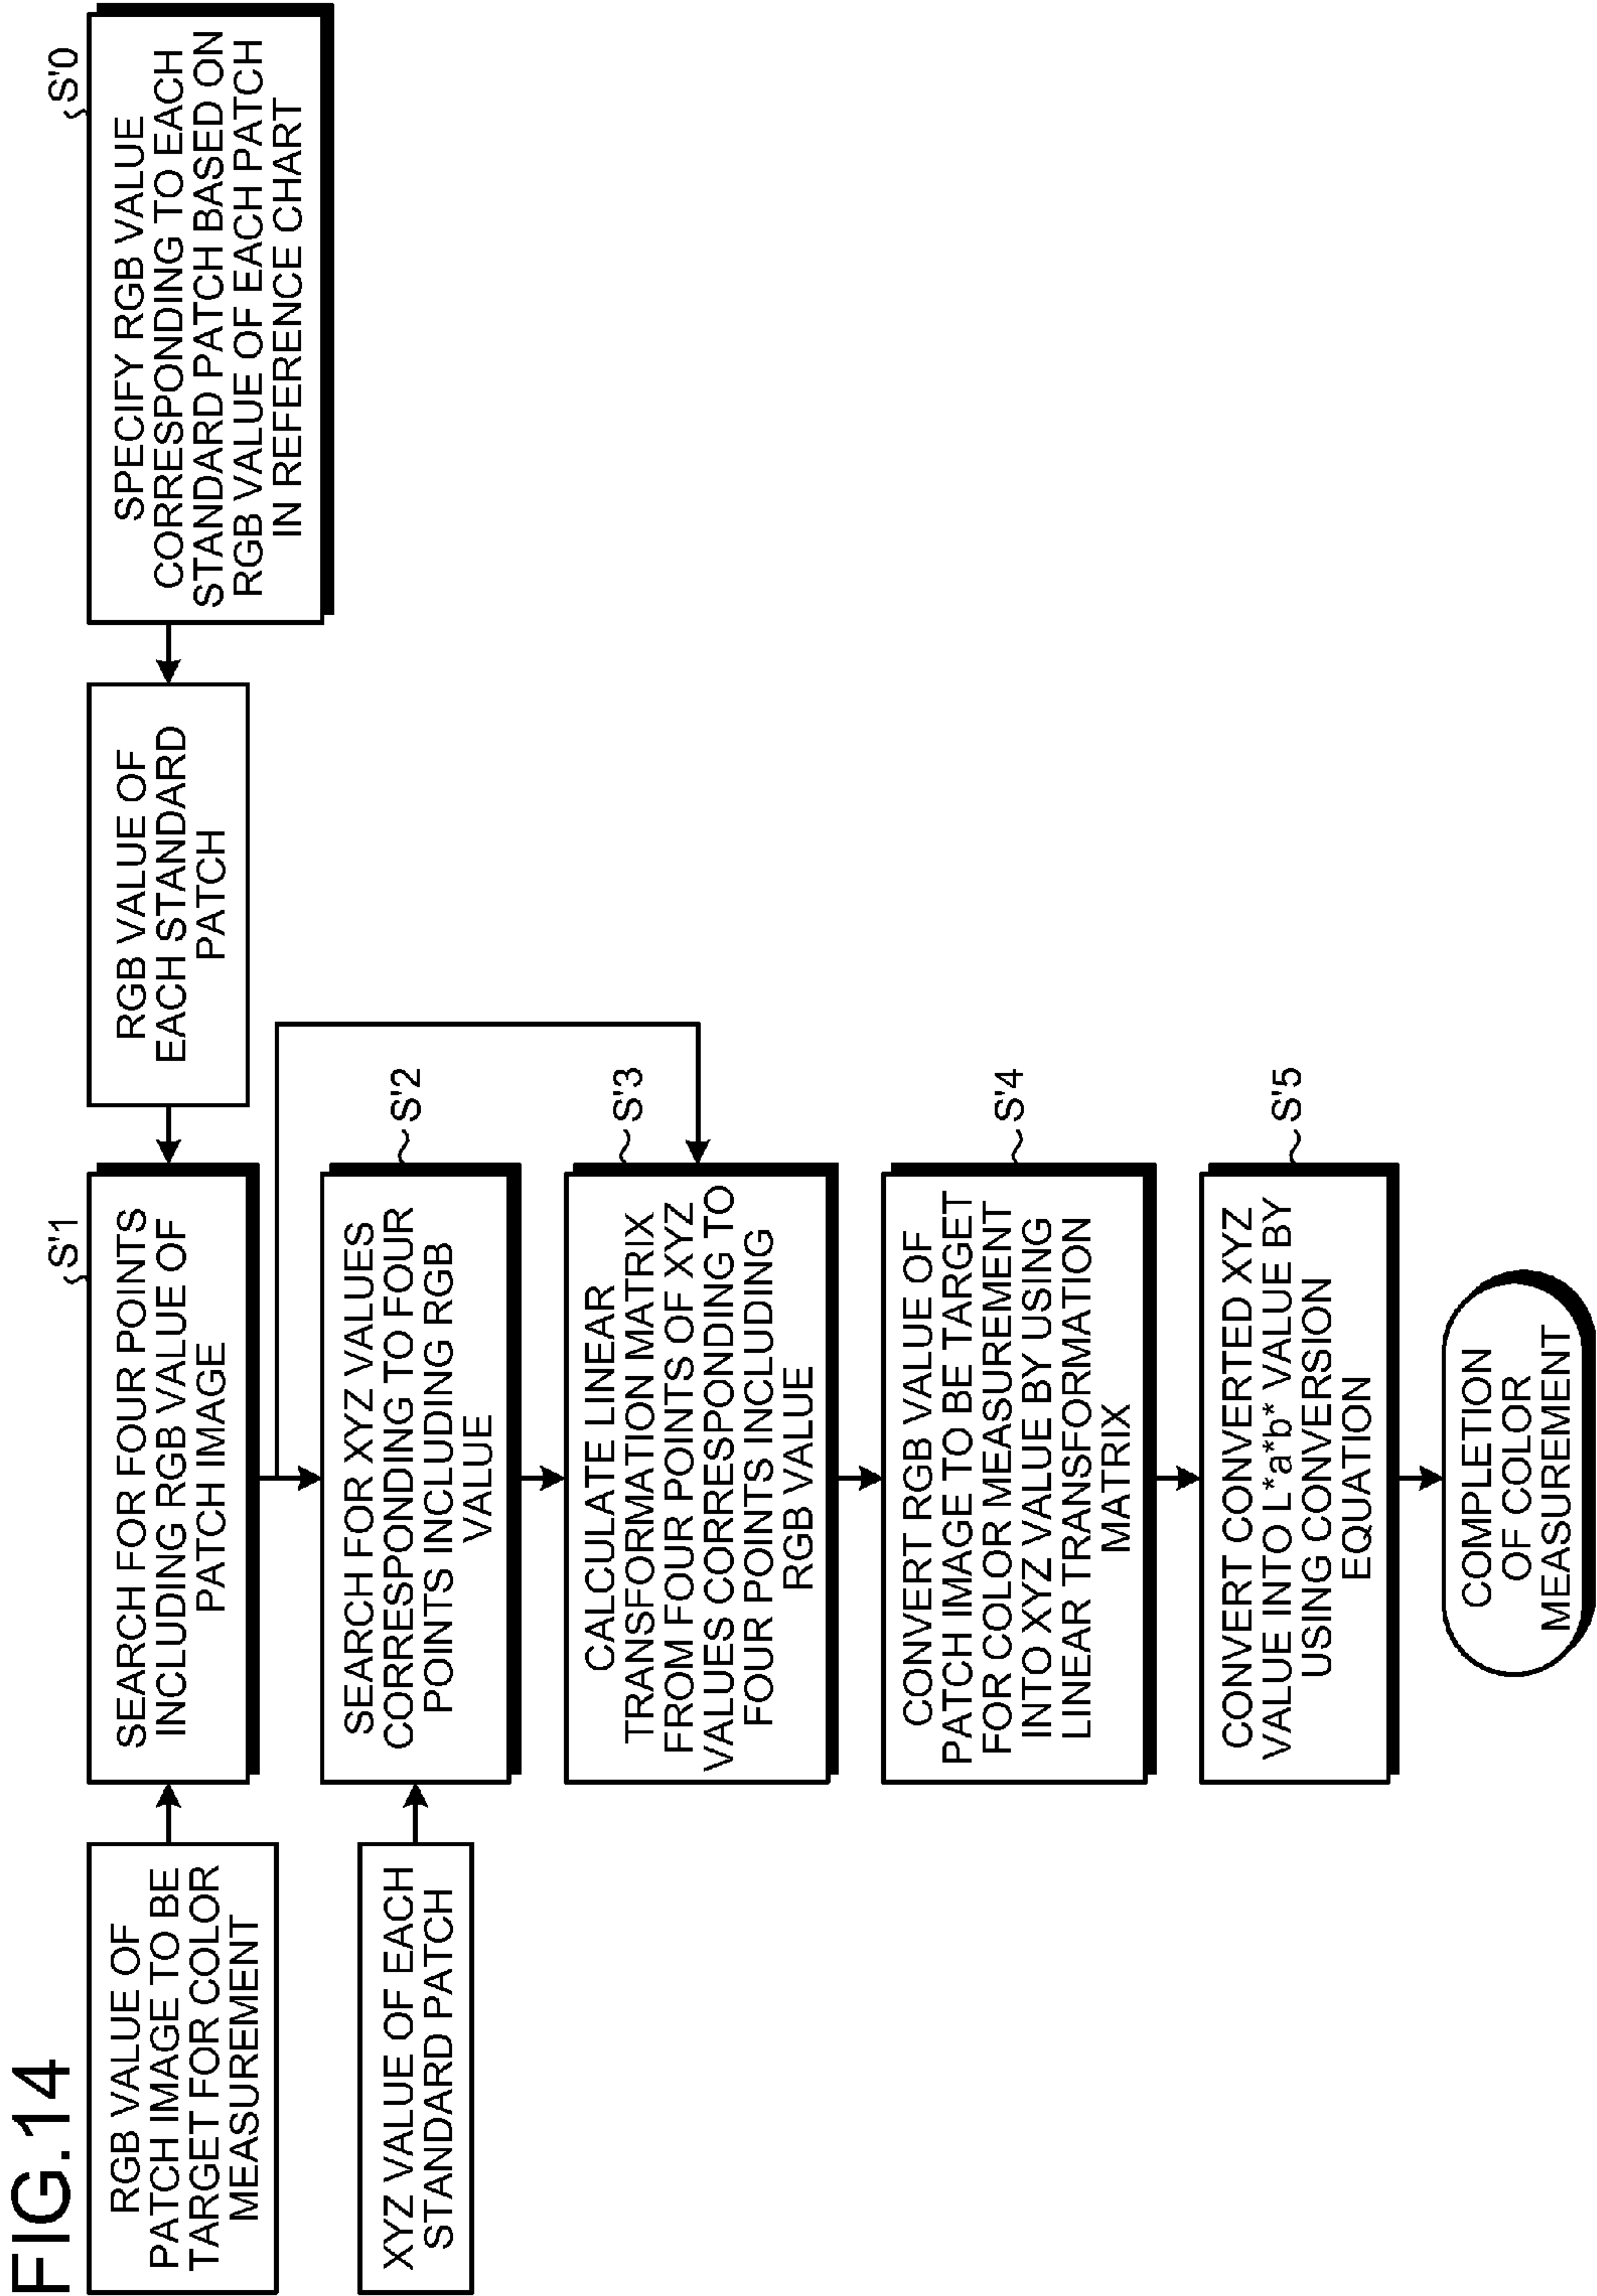 FIG.14
RGB VALUE OF
PATCH IMAGE TO BE
TARGET FOR COLOR
MEASUREMENT
S'1
SEARCH FOR FOUR POINTS
INCLUDING RGB VALUE OF
PATCH IMAGE
RGB VALUE OF
EACH STANDARD
PATCH
S'0
SPECIFY RGB VALUE
CORRESPONDING TO EACH
STANDARD PATCH BASED ON
RGB VALUE OF EACH PATCH
IN REFERENCE CHART
XYZ VALUE OF EACH
STANDARD PATCH
S'2
SEARCH FOR XYZ VALUES
CORRESPONDING TO FOUR
POINTS INCLUDING RGB
VALUE
S'3
CALCULATE LINEAR
TRANSFORMATION MATRIX
FROM FOUR POINTS OF XYZ
VALUES CORRESPONDING TO
FOUR POINTS INCLUDING
RGB VALUE
S'4
CONVERT RGB VALUE OF
PATCH IMAGE TO BE TARGET
FOR COLOR MEASUREMENT
INTO XYZ VALUE BY USING
LINEAR TRANSFORMATION
MATRIX
S'5
CONVERT CONVERTED XYZ
VALUE INTO L*a*b* VALUE BY
USING CONVERSION
EQUATION
COMPLETION
OF COLOR
MEASUREMENT